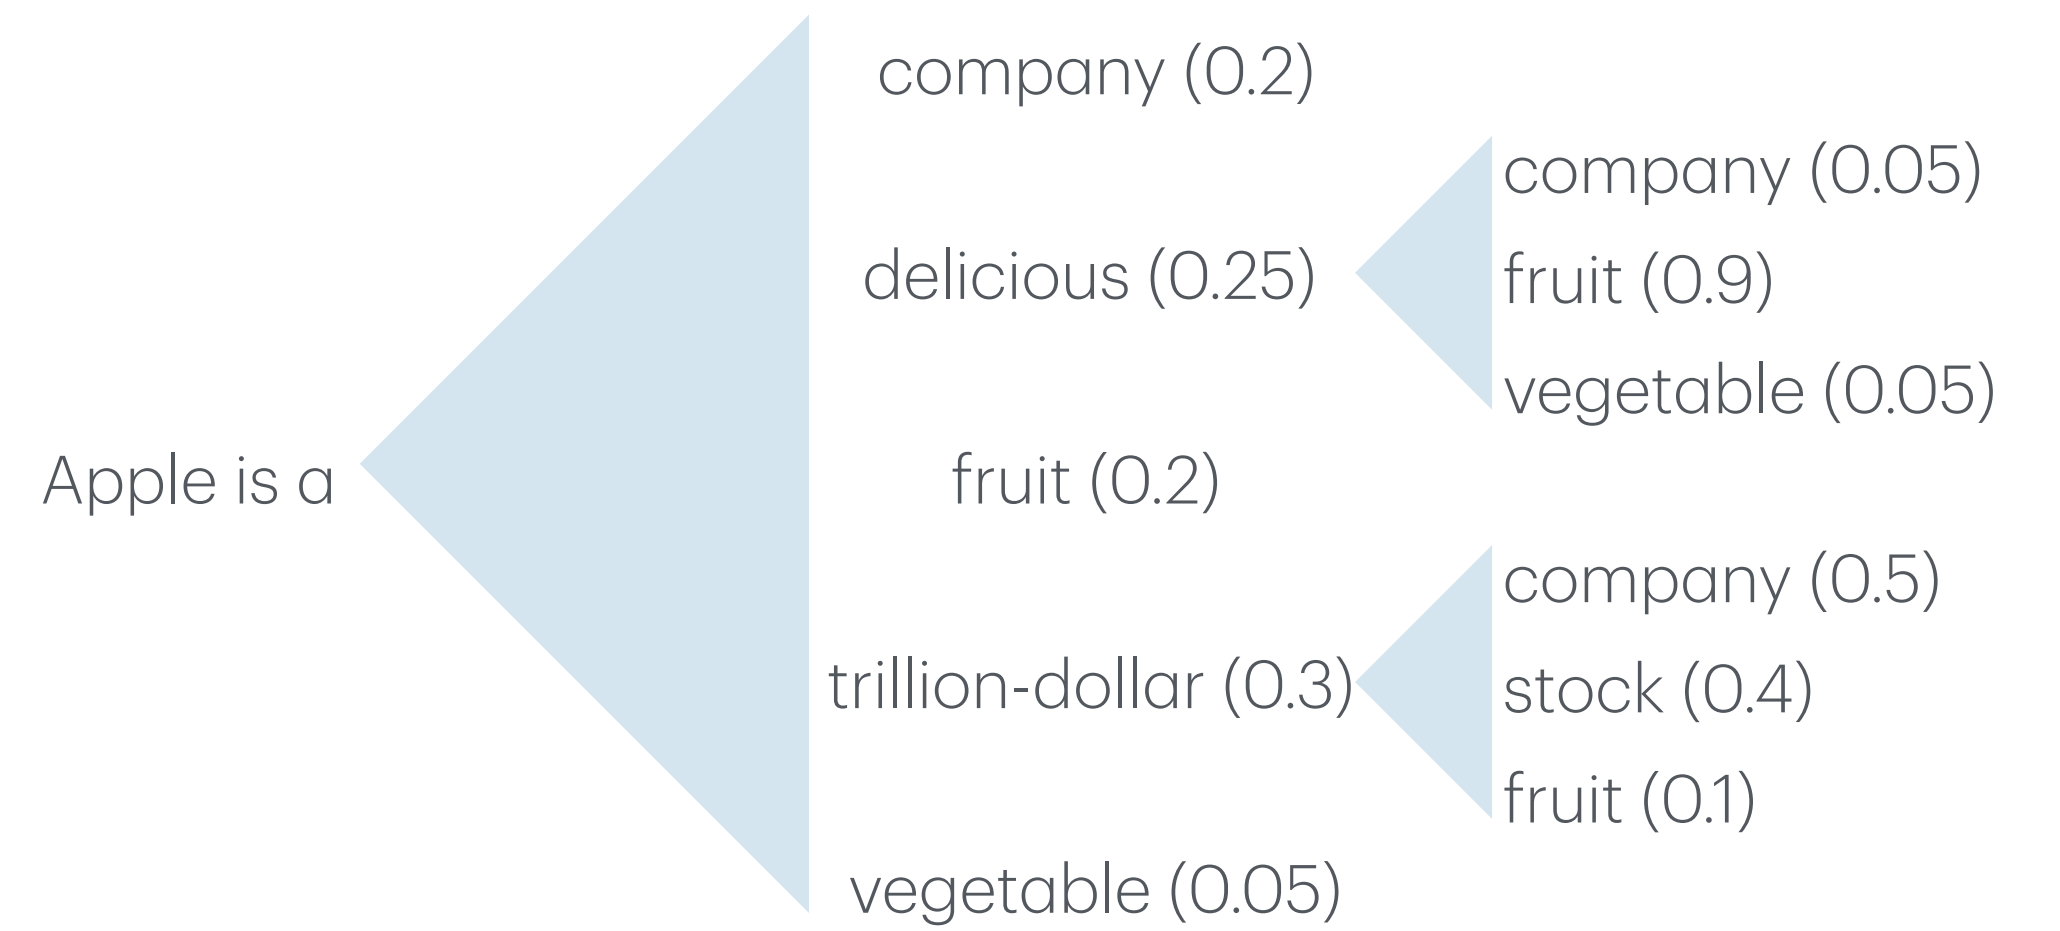 Apple is a
company (0.2)
delicious (0.25)
fruit (0.2)
trillion-dollar (0.3)
vegetable (0.05)
company (0.05)
fruit (0.9)
vegetable (0.05)
company (0.5)
stock (0.4)
fruit (0.1)